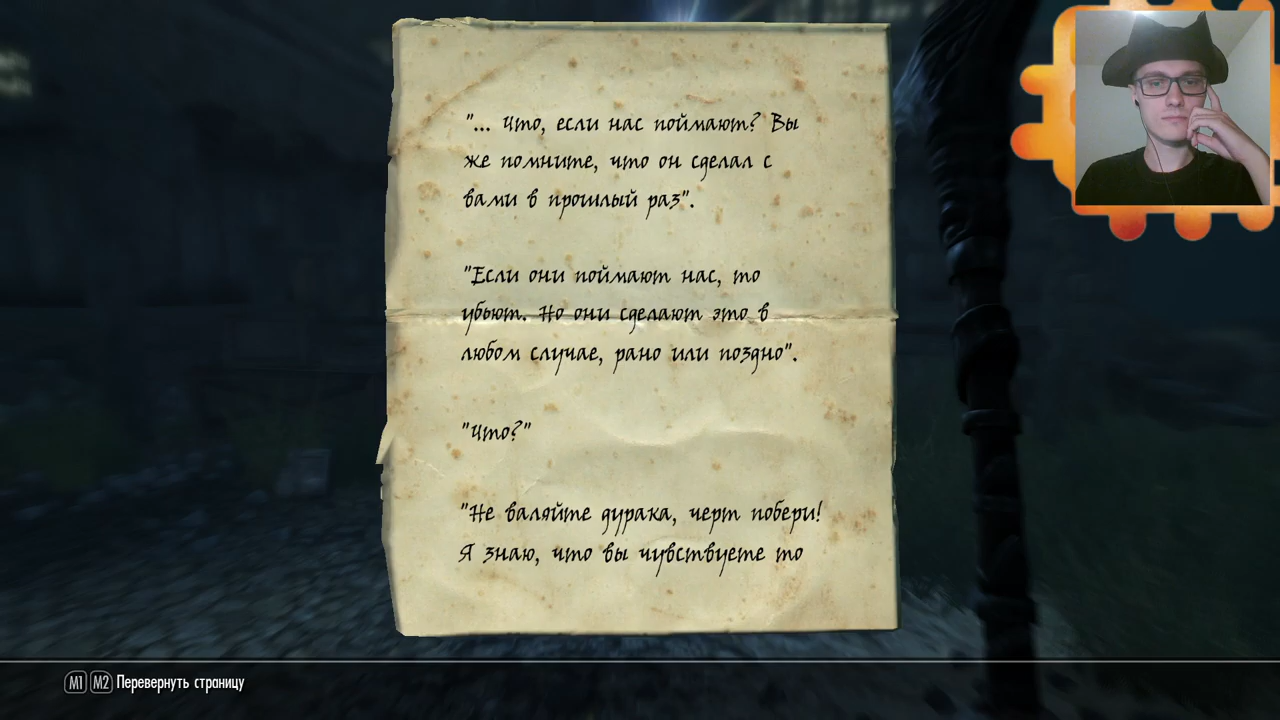 "... Что, если нас поймают? Вы
же помните, что он сделал с
вами в прошлый раз".
"Если они поймают нас, то
убьют. Но они сделают это в
любом случае, рано или поздно".
"Что?"
"Не валяйте дурака, черт побери!
Я знаю, что вы чувствуете то
M1 M2 Перевернуть страницу